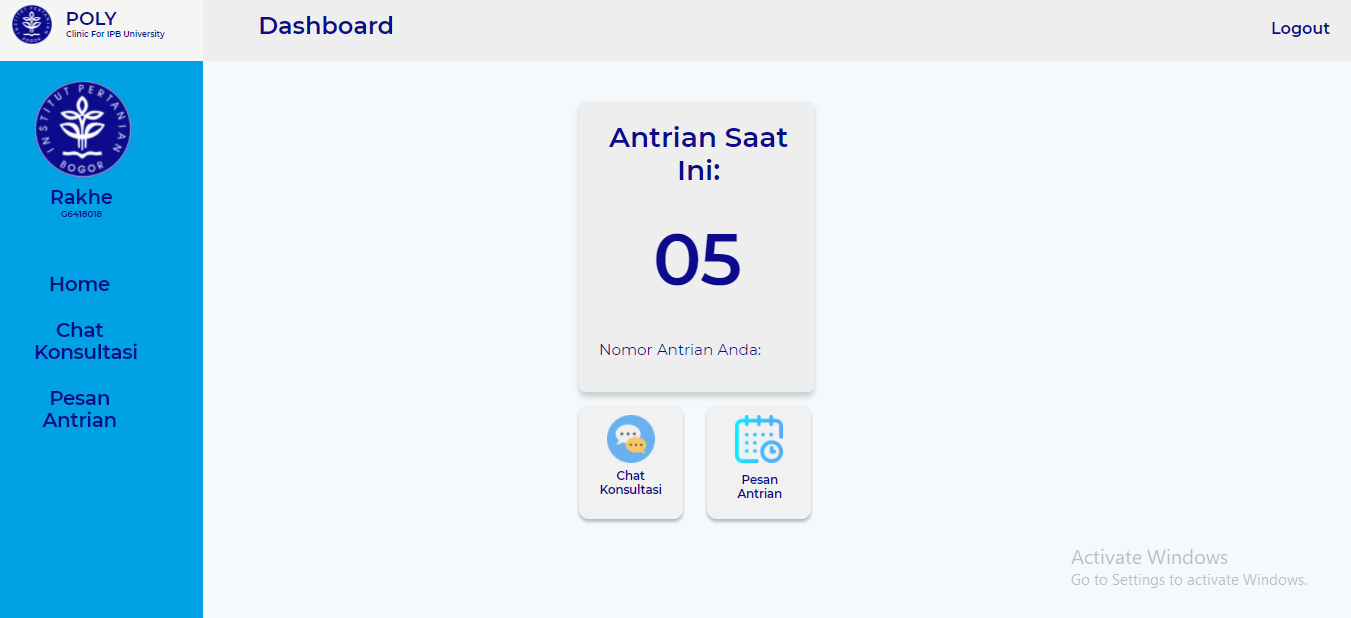 POLY
Clinic For IPB University
Dashboard
Logout
INSTITUT PERTANIAN
BOGOR
Rakhe
G6418018
Home
Chat
Konsultasi
Pesan
Antrian
Antrian Saat
Ini:
05
Nomor Antrian Anda:
Chat
Konsultasi
Pesan
Antrian
Activate Windows
Go to Settings to activate Windows.